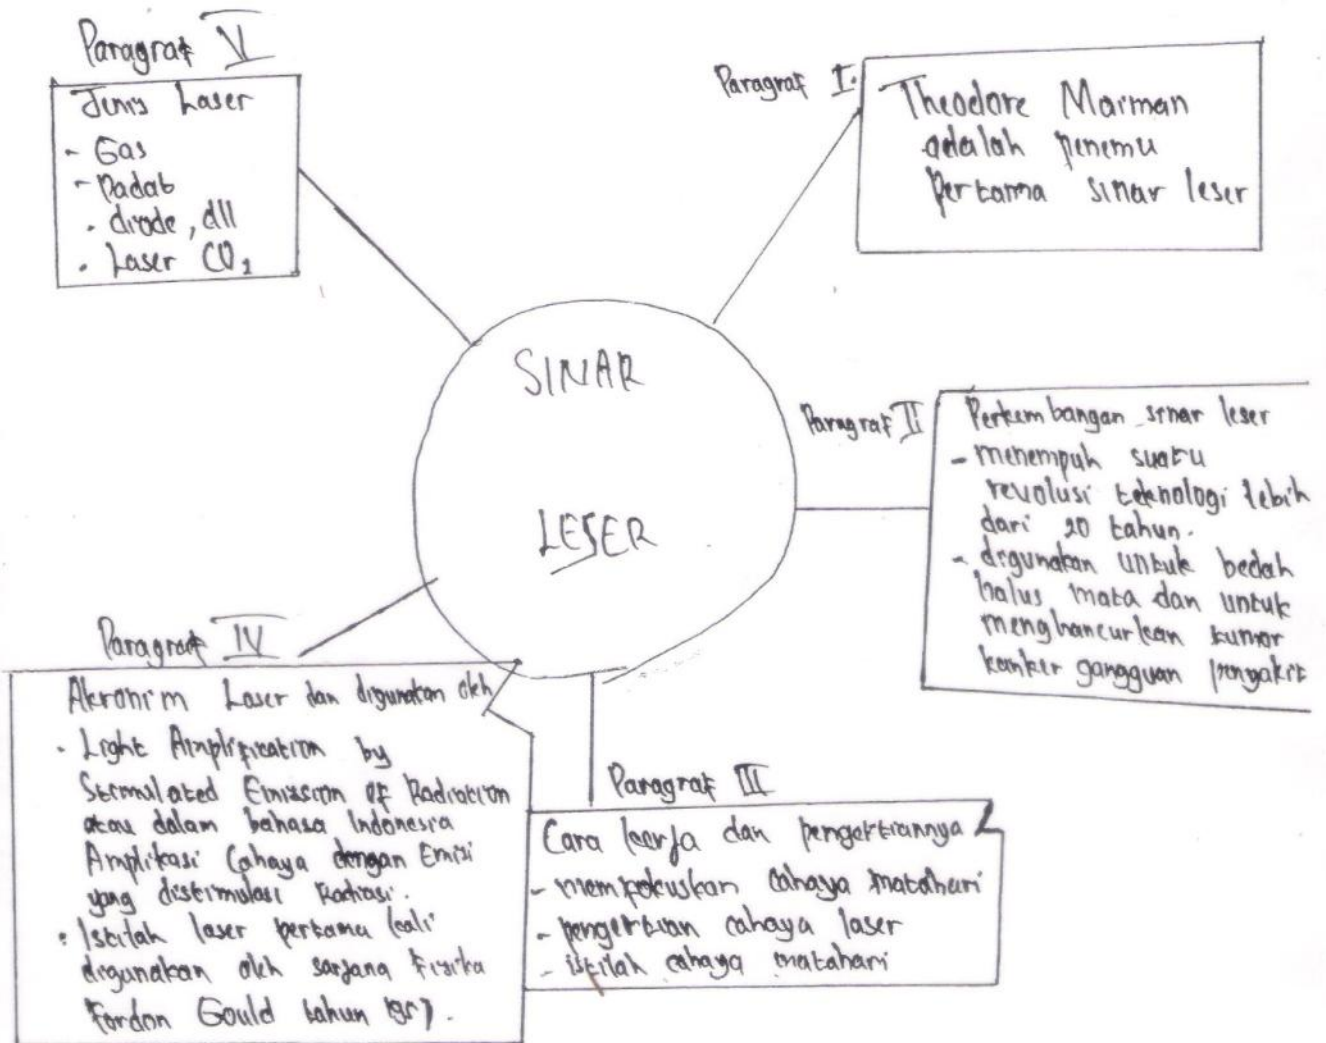 Paragraf V
Jenis Laser
- Gas
- Padat
. diode, dll
. Laser CO2
Paragraf I.
Theodore Maiman
adalah penemu
pertama sinar leser
SINAR
LESER
Paragraf II
Perkembangan sinar leser
- menempuh suatu
revolusi teknologi lebih
dari 20 tahun.
- digunakan untuk bedah
halus mata dan untuk
menghancurkan tumor
kanker gangguan penyakit
Paragraf III
Cara kerja dan pengertiannya
- memfokuskan cahaya matahari
- pengertian cahaya laser
- istilah cahaya matahari
Paragraf IV
Akronim Laser dan digunakan oleh
. Light Amplification by
Stimulated Emission of Radiation
atau dalam bahasa Indonesia
Amplikasi Cahaya dengan Emisi
yang distimulasi Radiasi.
. Istilah laser pertama kali
digunakan oleh sarjana Fisika
Fordon Gould tahun